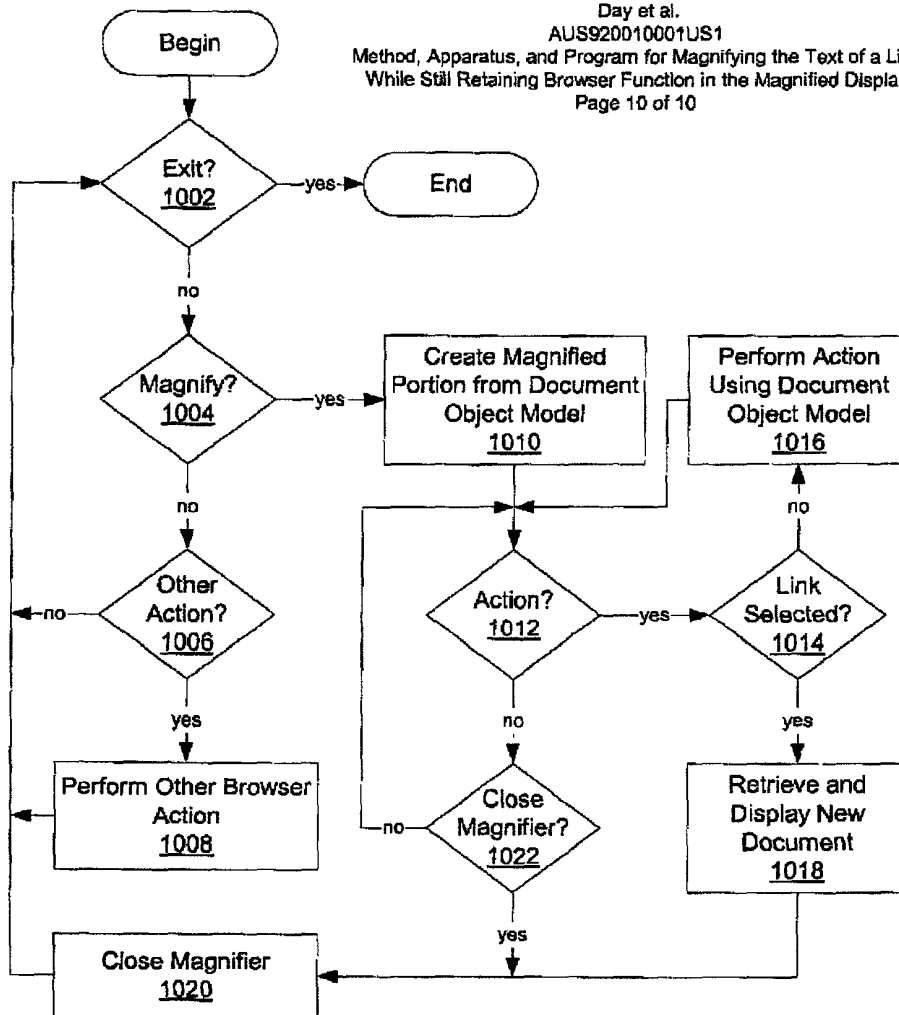 Day et al.
AUS920010001US1
Method, Apparatus, and Program for Magnifying the Text of a Li
While Still Retaining Browser Function in the Magnified Displa
Page 10 of 10
Begin
Exit?
1002
yes
End
no
Magnify?
1004
yes
Create Magnified
Portion from Document
Object Model
1010
Perform Action
Using Document
Object Model
1016
no
no
Other
Action?
1006
no
Action?
1012
yes
Link
Selected?
1014
yes
no
yes
Perform Other Browser
Action
1008
no
Close
Magnifier?
1022
Retrieve and
Display New
Document
1018
yes
Close Magnifier
1020